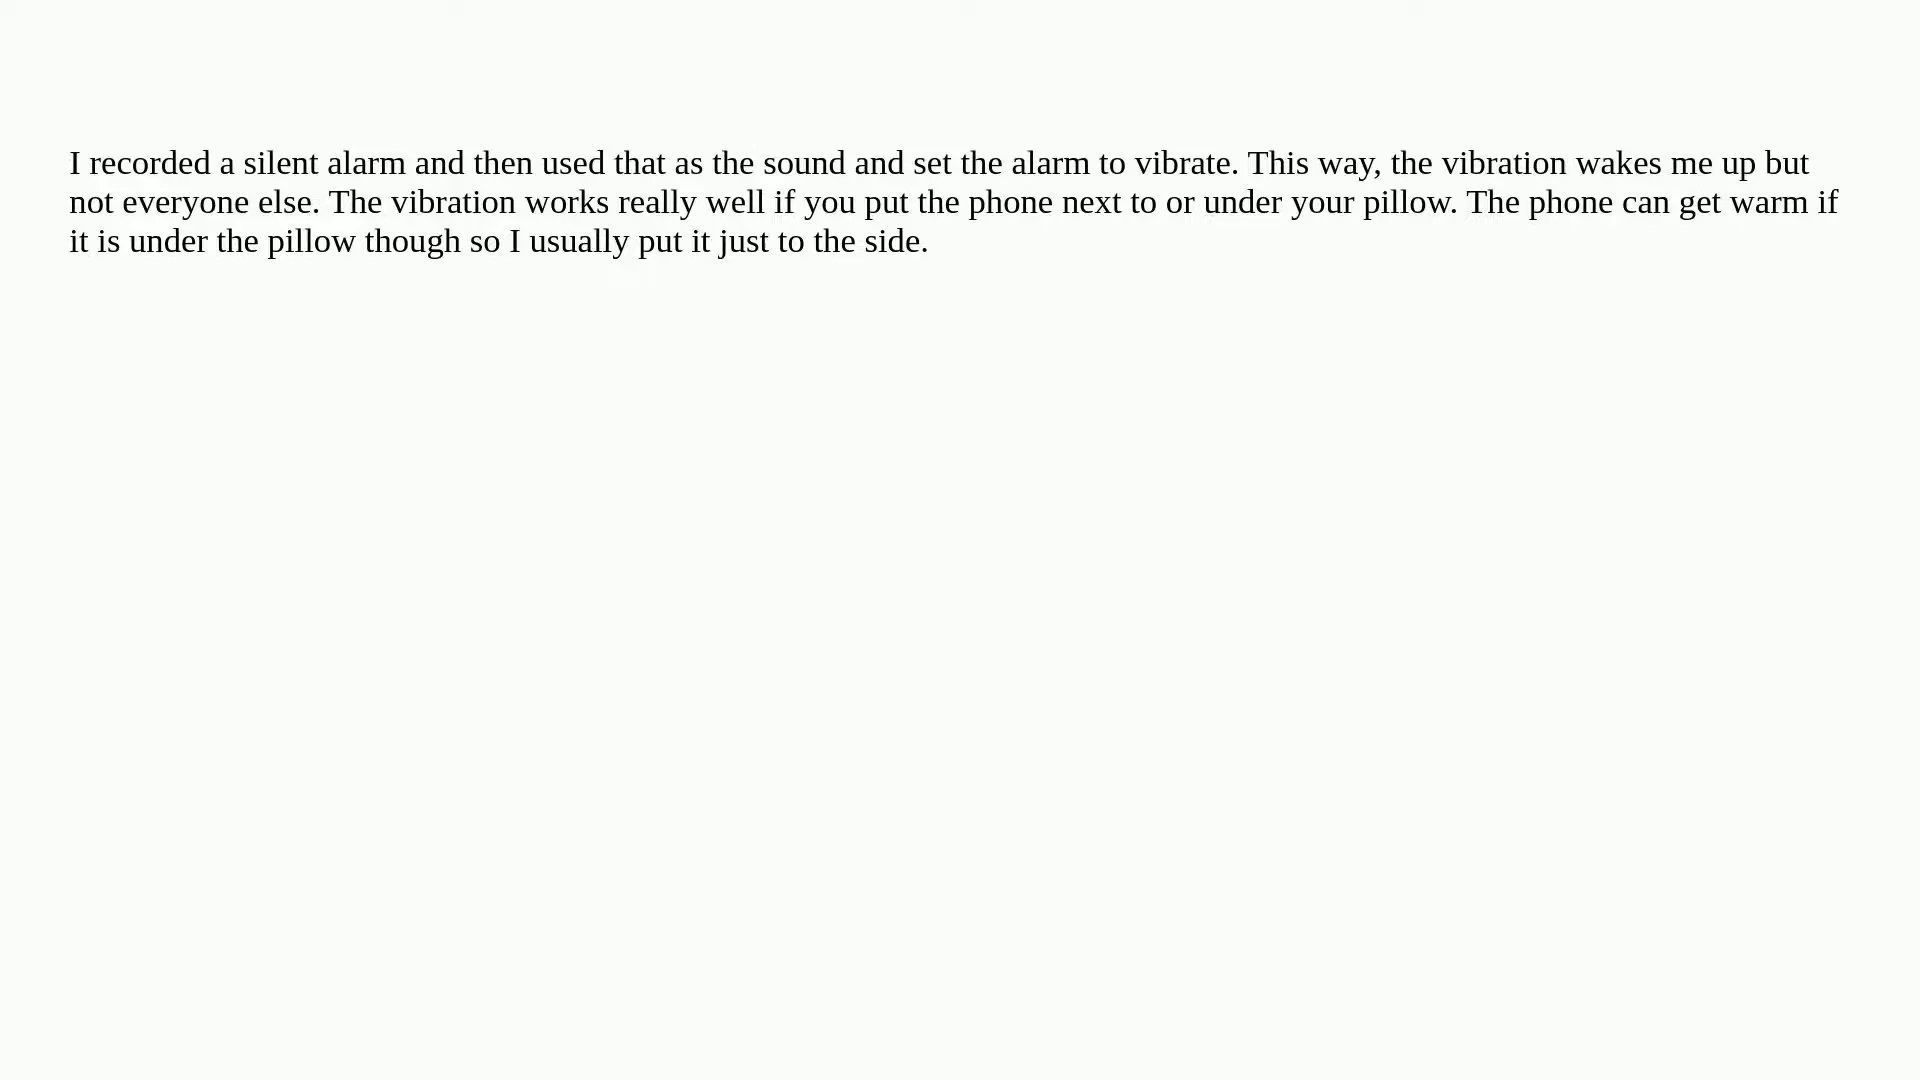 I recorded a silent alarm and then used that as the sound and set the alarm to vibrate. This way, the vibration wakes me up but
not everyone else. The vibration works really well if you put the phone next to or under your pillow. The phone can get warm if
it is under the pillow though so I usually put it just to the side.